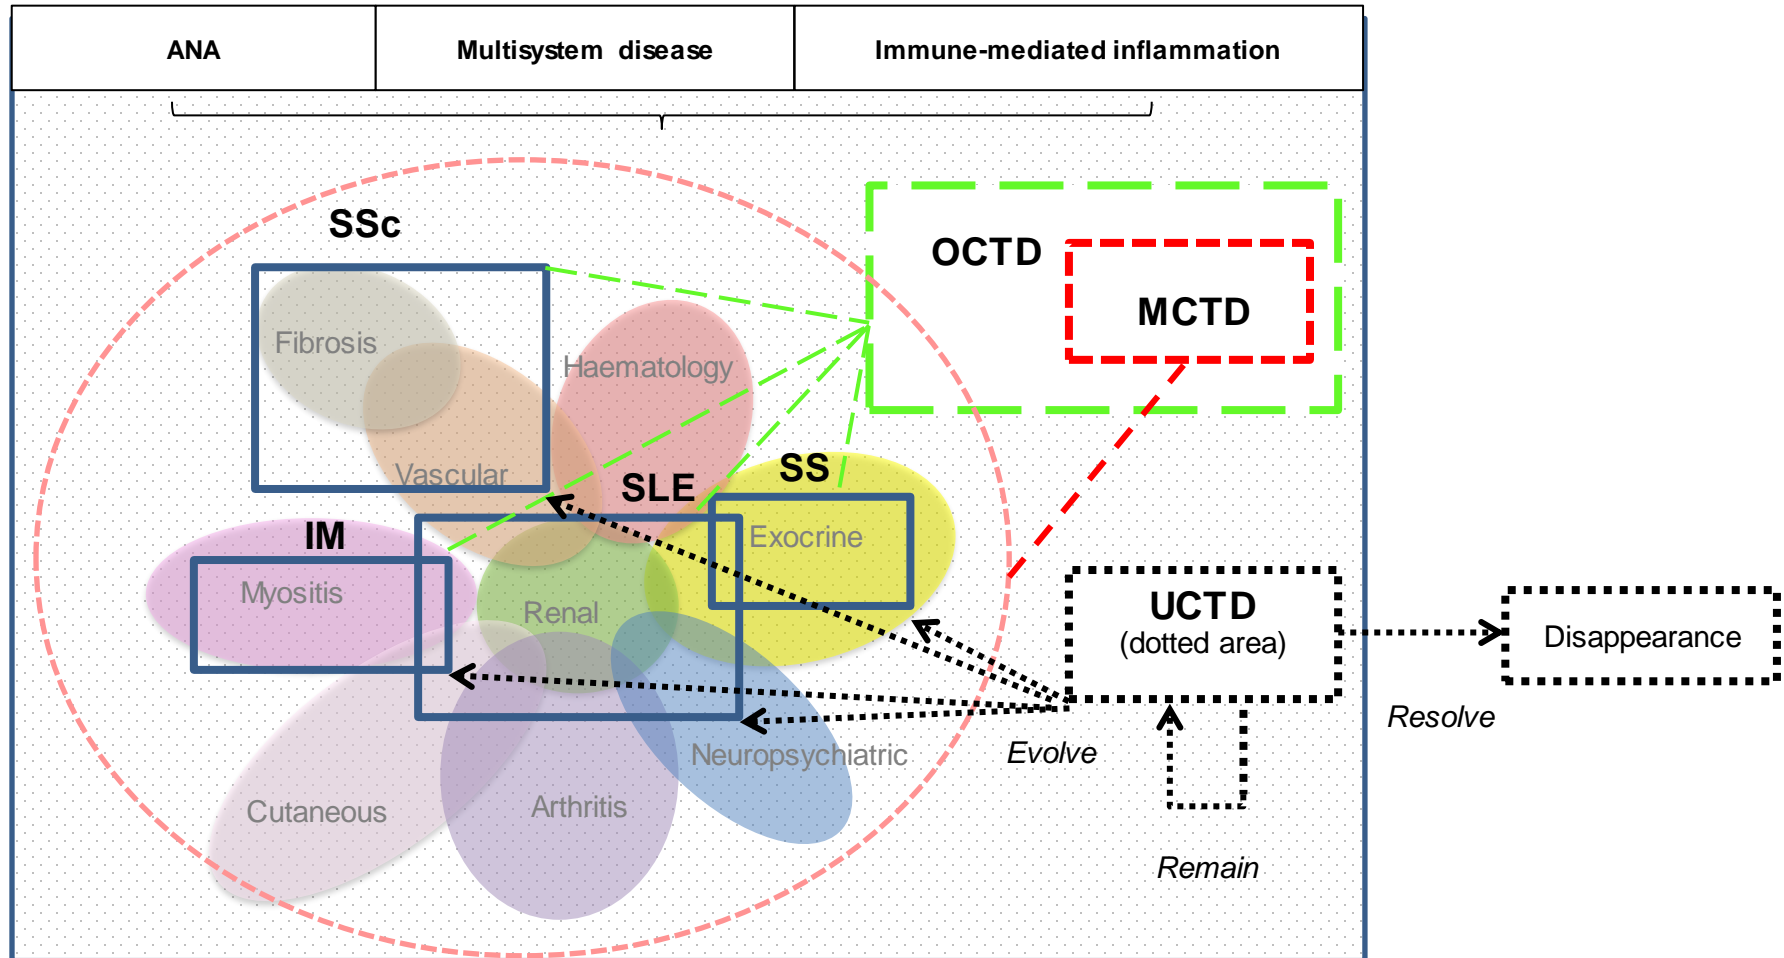 ANA
Multisystem disease
Immune-mediated inflammation
SSc
OCTD
MCTD
Fibrosis
Haematology
Vascular
SLE
SS
IM
Exocrine
Myositis
Renal
UCTD
(dotted area)
Disappearance
Resolve
Evolve
Neuropsychiatric
Cutaneous
Arthritis
Remain